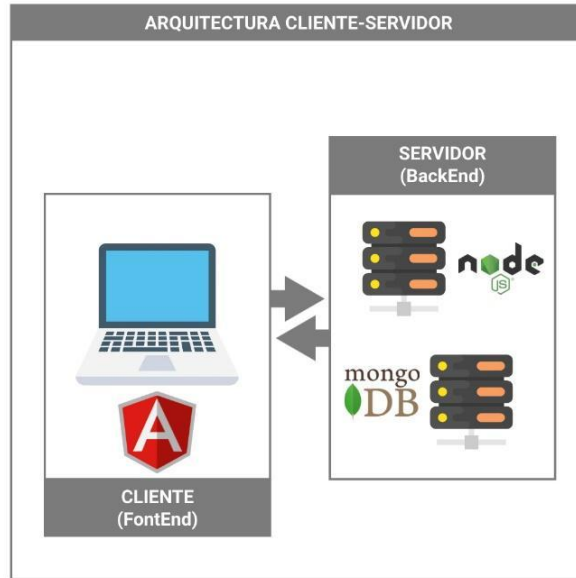 ARQUITECTURA CLIENTE-SERVIDOR
SERVIDOR
(BackEnd)
node
JS
mongo
DB
A
CLIENTE
(FontEnd)